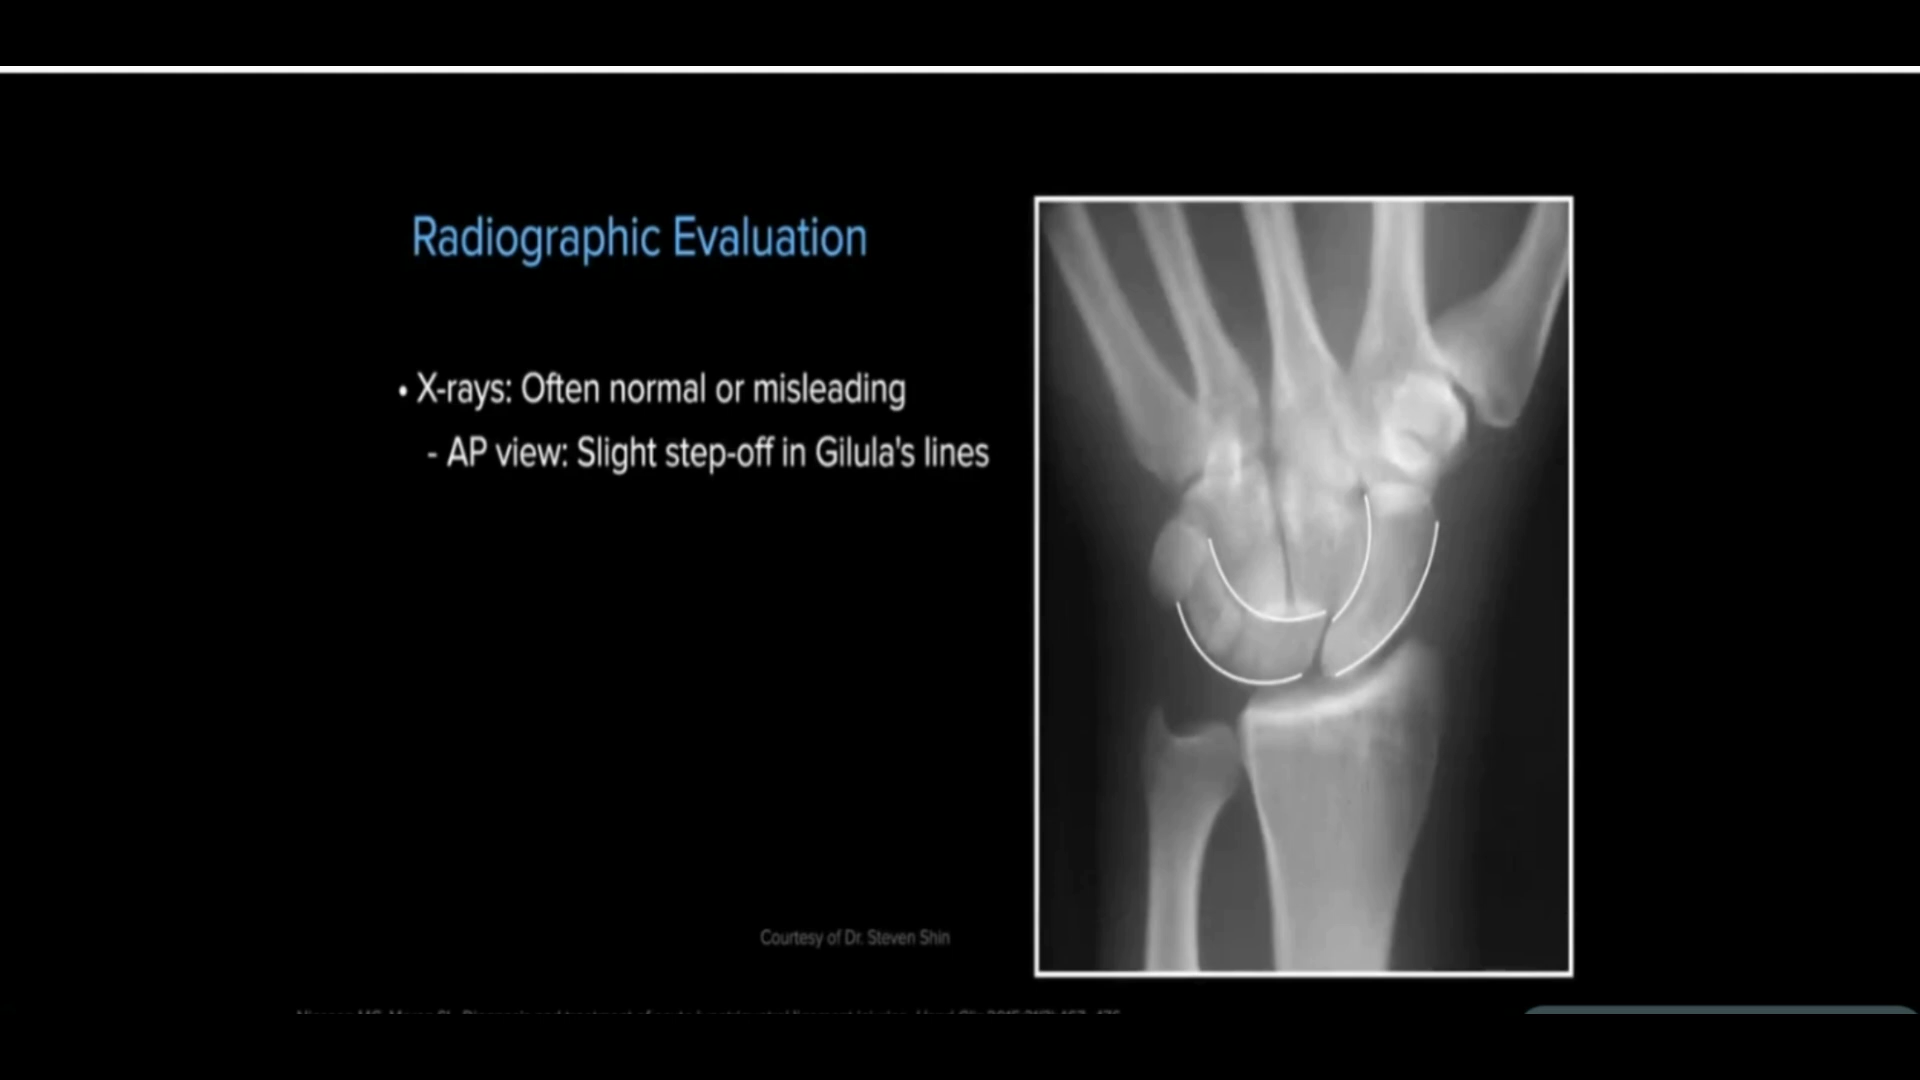 Radiographic Evaluation
• X-rays: Often normal or misleading
- AP view: Slight step-off in Gilula's lines
Courtesy of Dr. Steven Shin